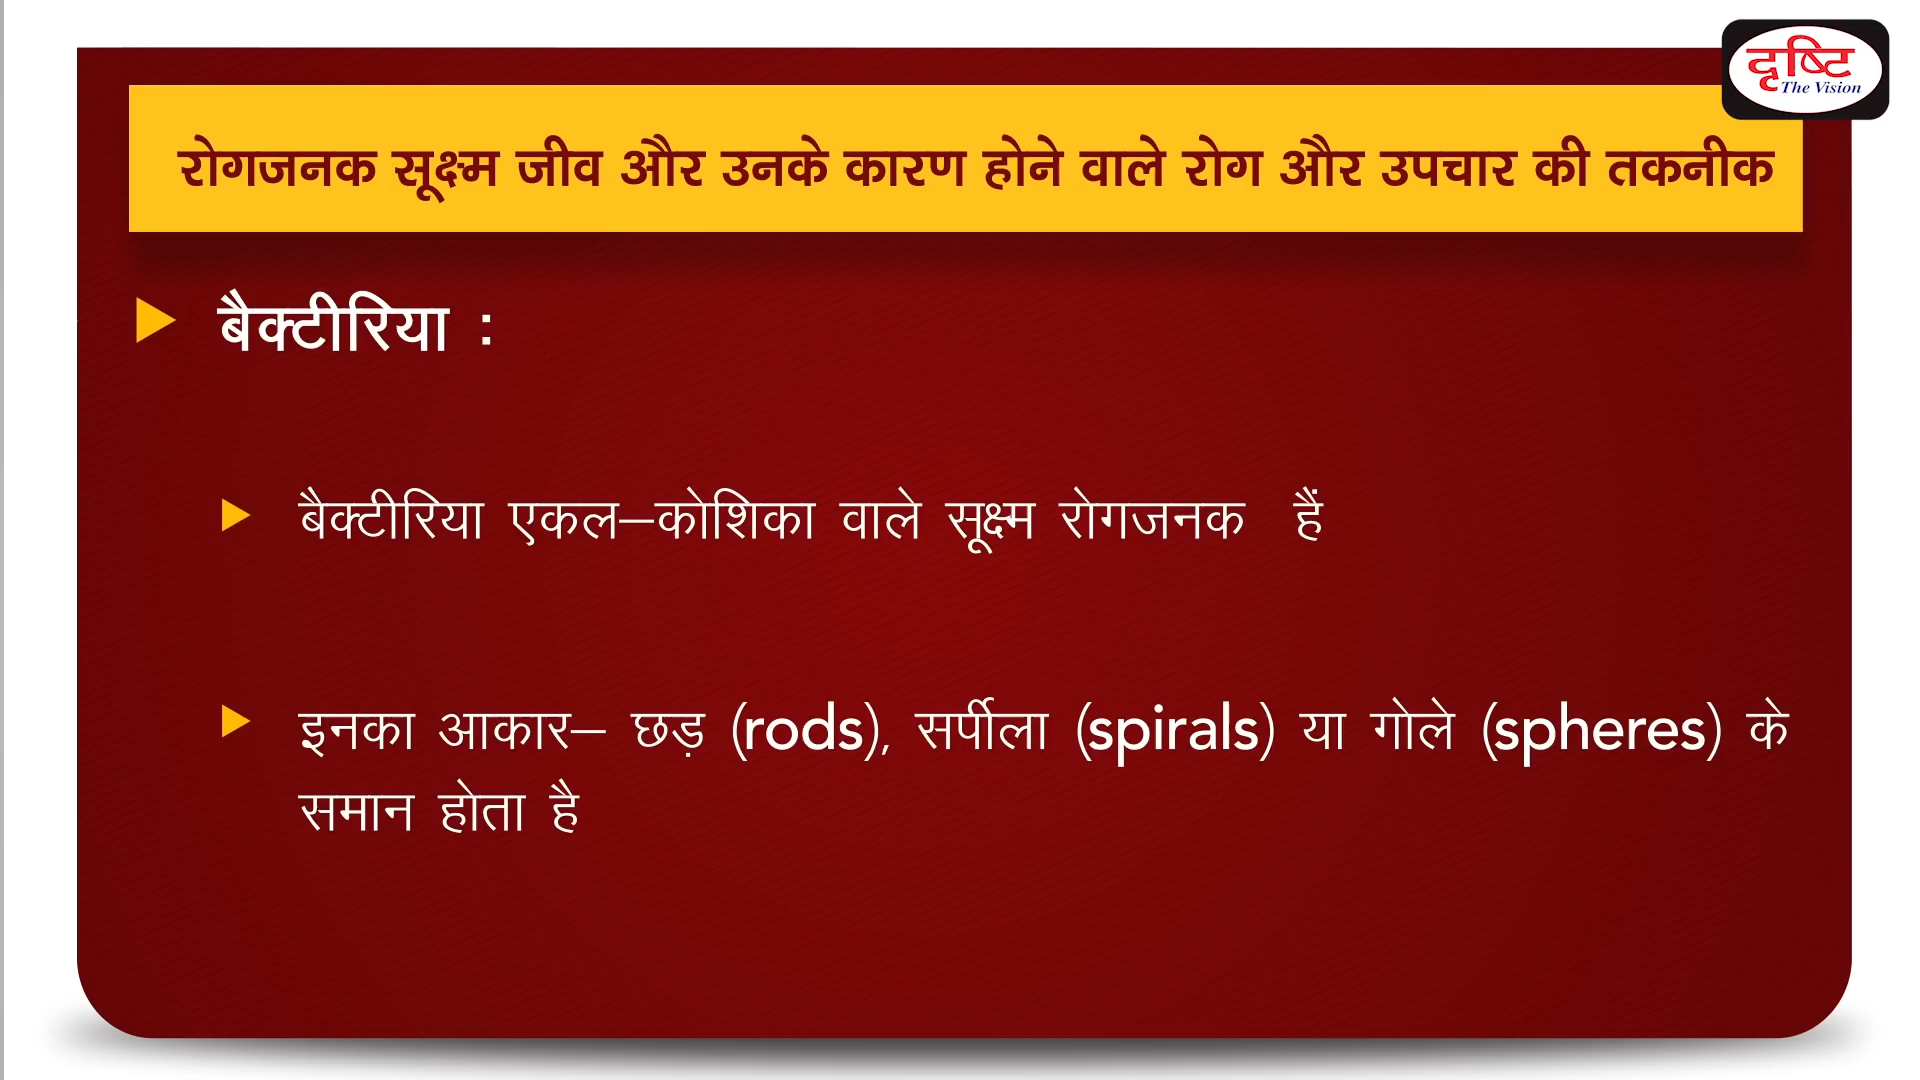 दृष्टि
The Vision
रोगजनक सूक्ष्म जीव और उनके कारण होने वाले रोग और उपचार की तकनीक
बैक्टीरिया :
बैक्टीरिया एकल–कोशिका वाले सूक्ष्म रोगजनक हैं
इनका आकार– छड़ (rods), सर्पीला (spirals) या गोले (spheres) के
समान होता है